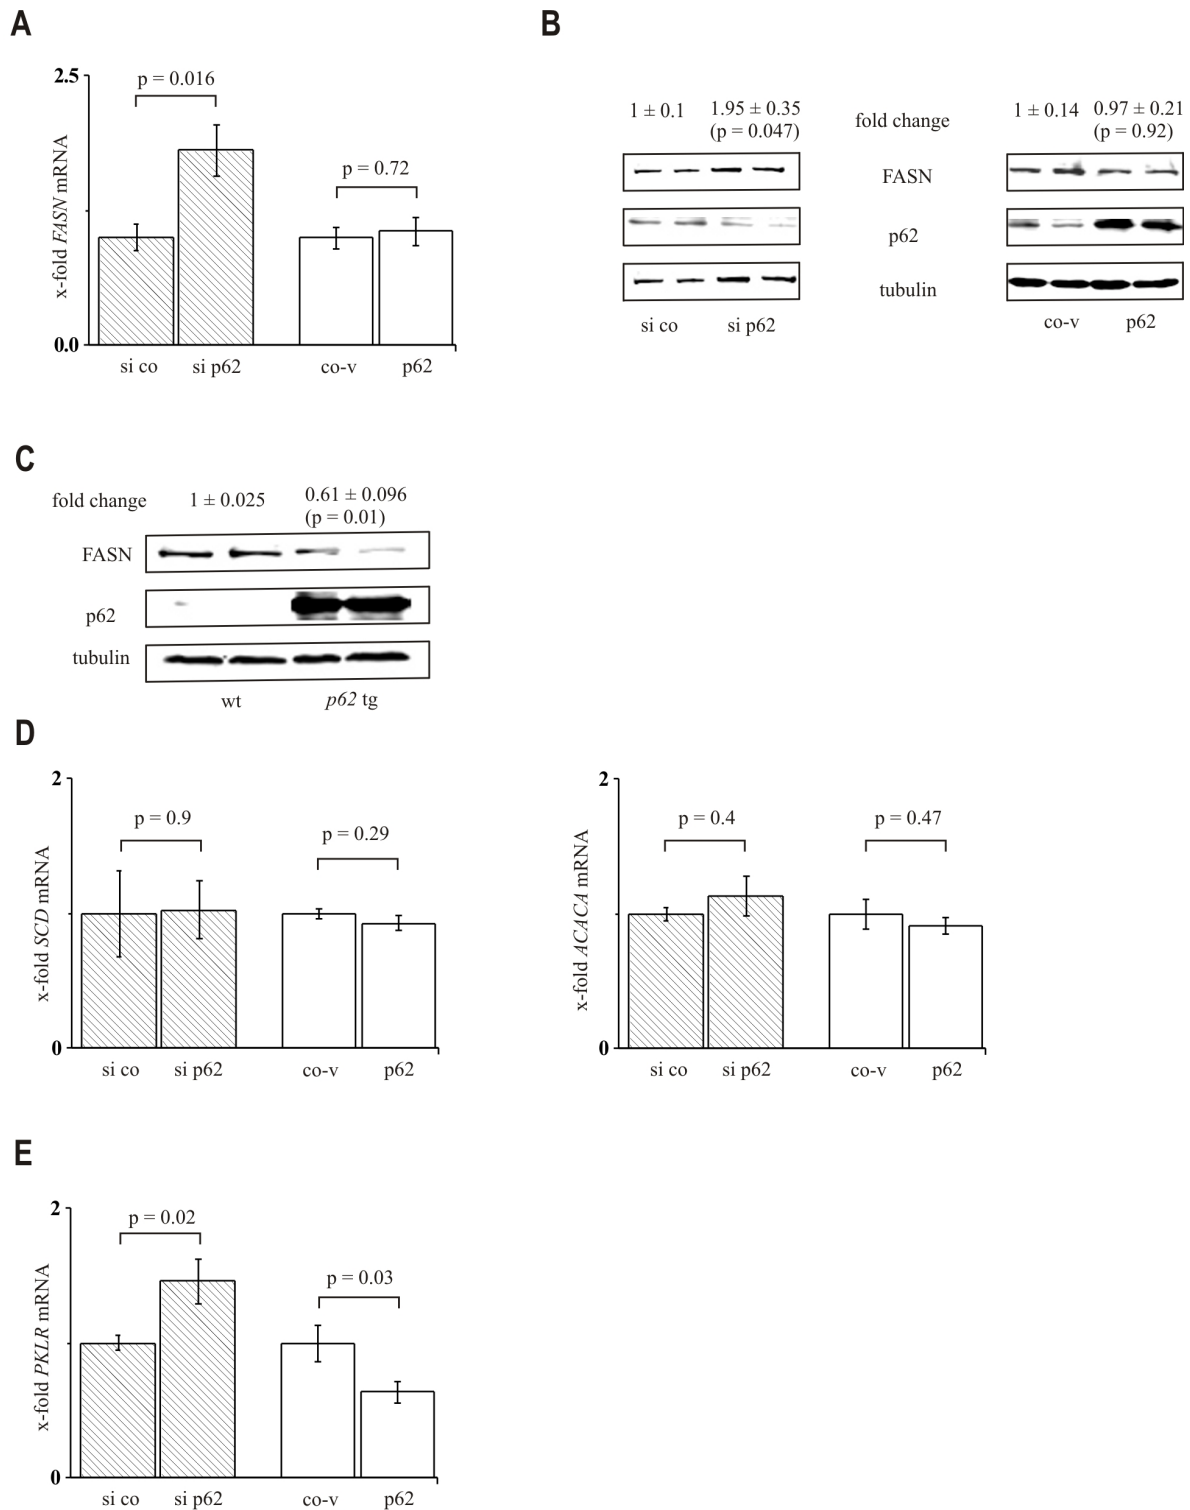 A
2.5
x-fold FASN mRNA
0.0
p = 0.016
p = 0.72
si co
si p62
co-v
p62
B
1 ± 0.1
1.95 ± 0.35
(p = 0.047)
fold change
1 ± 0.14
0.97 ± 0.21
(p = 0.92)
FASN
p62
tubulin
si co
si p62
co-v
p62
C
fold change
1 ± 0.025
0.61 ± 0.096
(p = 0.01)
FASN
p62
tubulin
wt
p62 tg
D
2
x-fold SCD mRNA
0
p = 0.9
p = 0.29
si co
si p62
co-v
p62
2
x-fold ACACA mRNA
0
p = 0.4
p = 0.47
si co
si p62
co-v
p62
E
2
x-fold PKLR mRNA
0
p = 0.02
p = 0.03
si co
si p62
co-v
p62